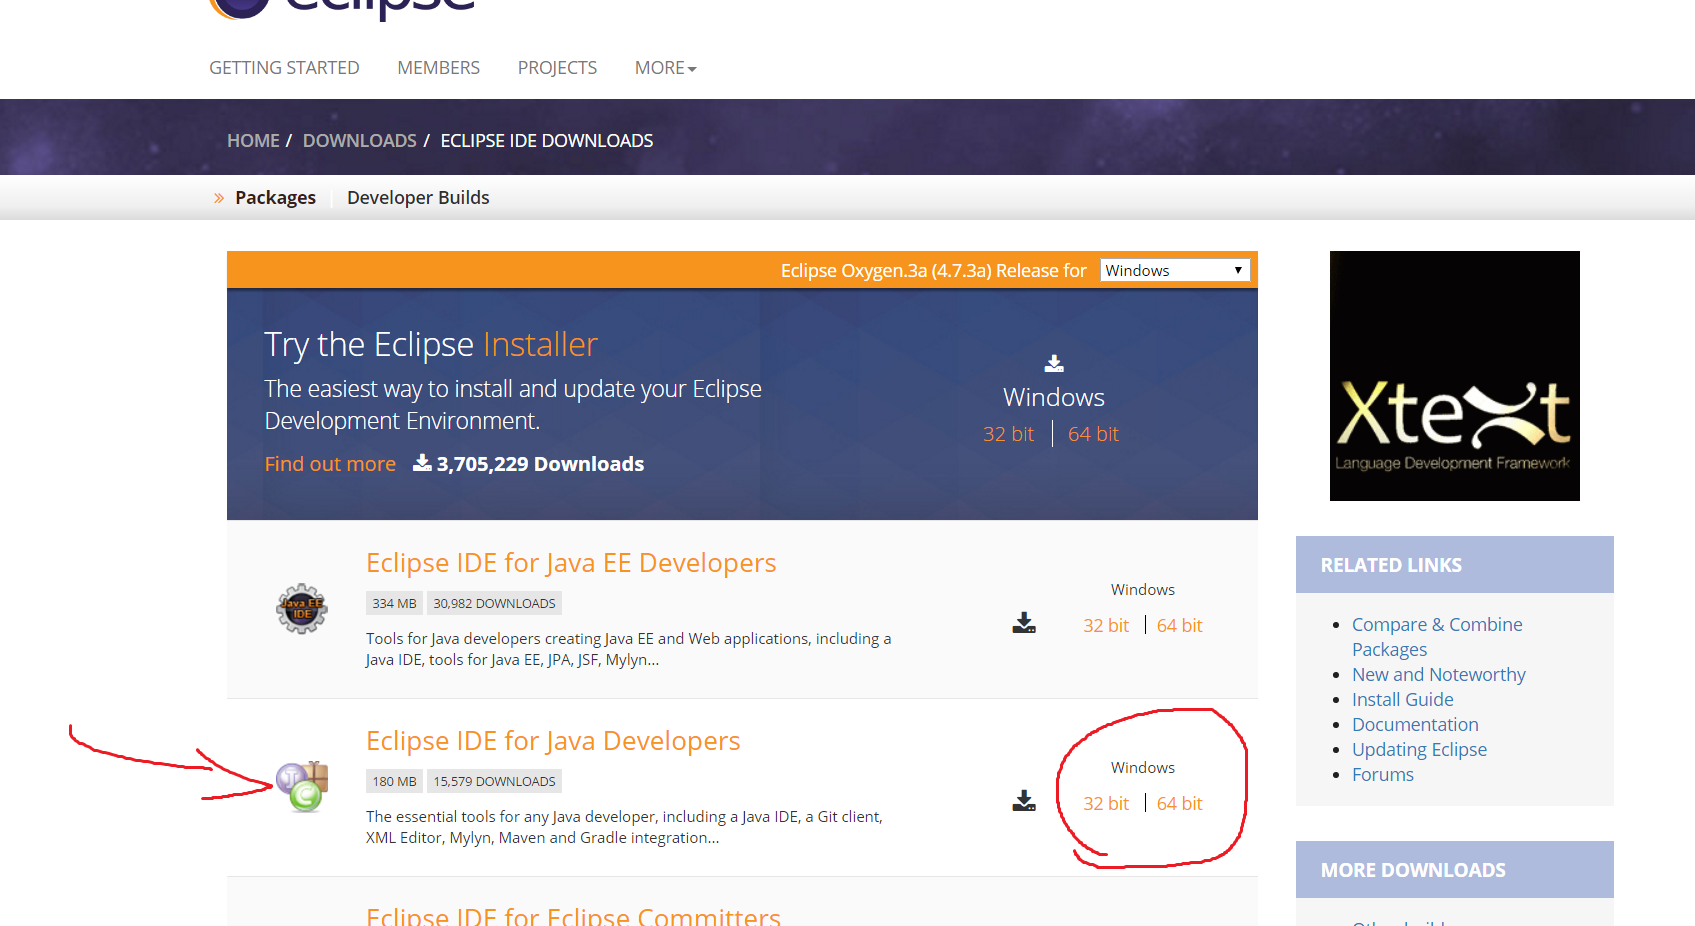 eclipse
GETTING STARTED MEMBERS PROJECTS MORE
HOME / DOWNLOADS / ECLIPSE IDE DOWNLOADS
Packages Developer Builds
Eclipse Oxygen.3a (4.7.3a) Release for Windows
Try the Eclipse Installer
The easiest way to install and update your Eclipse
Development Environment.
Find out more 3,705,229 Downloads
Windows
32 bit 64 bit
Xtext
Language Development Framework
Eclipse IDE for Java EE Developers
334 MB 30,982 DOWNLOADS
Tools for Java developers creating Java EE and Web applications, including a
Java IDE, tools for Java EE, JPA, JSF, Mylyn...
Java EE
IDE
Windows
32 bit 64 bit
Eclipse IDE for Java Developers
180 MB 15,579 DOWNLOADS
The essential tools for any Java developer, including a Java IDE, a Git client,
XML Editor, Mylyn, Maven and Gradle integration...
J
C
Windows
32 bit 64 bit
Eclipse IDE for Eclipse Committers
RELATED LINKS
Compare & Combine
Packages
New and Noteworthy
Install Guide
Documentation
Updating Eclipse
Forums
MORE DOWNLOADS